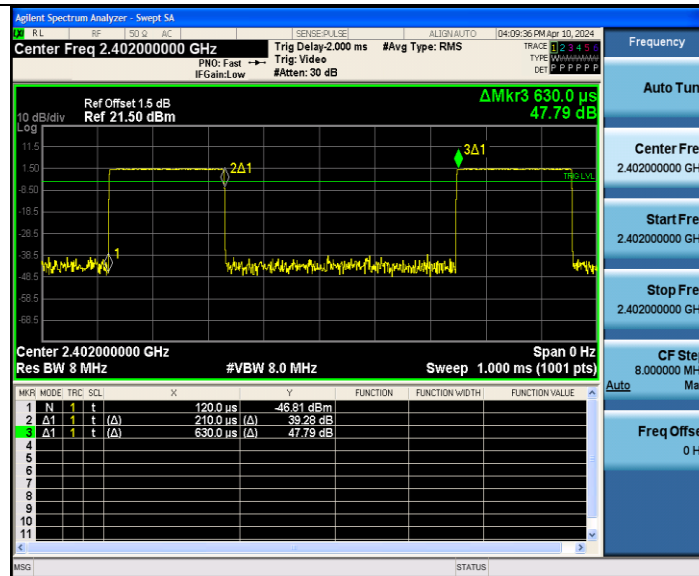 Agilent Spectrum Analyzer - Swept SA
RL RF 50 Ω AC SENSE:PULSE ALIGN AUTO 04:09:36 PM Apr 10, 2024
Center Freq 2.402000000 GHz
PNO: Fast
IFGain:Low
Trig Delay-2.000 ms
Trig: Video
#Atten: 30 dB
#Avg Type: RMS
TRACE 1 2 3 4 5 6
TYPE WWWWWW
DET P P P P P P
Ref Offset 1.5 dB
10 dB/div Ref 21.50 dBm
Log
ΔMkr3 630.0 µs
47.79 dB
11.5
1.50
-8.50
-18.5
-28.5
-38.5
-48.5
-58.5
-68.5
1
2Δ1
3Δ1
TRIG LVL
Center 2.402000000 GHz Span 0 Hz
Res BW 8 MHz #VBW 8.0 MHz Sweep 1.000 ms (1001 pts)
MKR MODE TRC SCL X Y FUNCTION FUNCTION WIDTH FUNCTION VALUE
1 N 1 t 120.0 µs -46.81 dBm
2 Δ1 1 t (Δ) 210.0 µs (Δ) 39.28 dB
3 Δ1 1 t (Δ) 630.0 µs (Δ) 47.79 dB
4
5
6
7
8
9
10
11
MSG STATUS
Frequency
Auto Tun
Center Fre
2.402000000 GH
Start Fre
2.402000000 GH
Stop Fre
2.402000000 GH
CF Ste
8.000000 MH
Auto Ma
Freq Offse
0 H